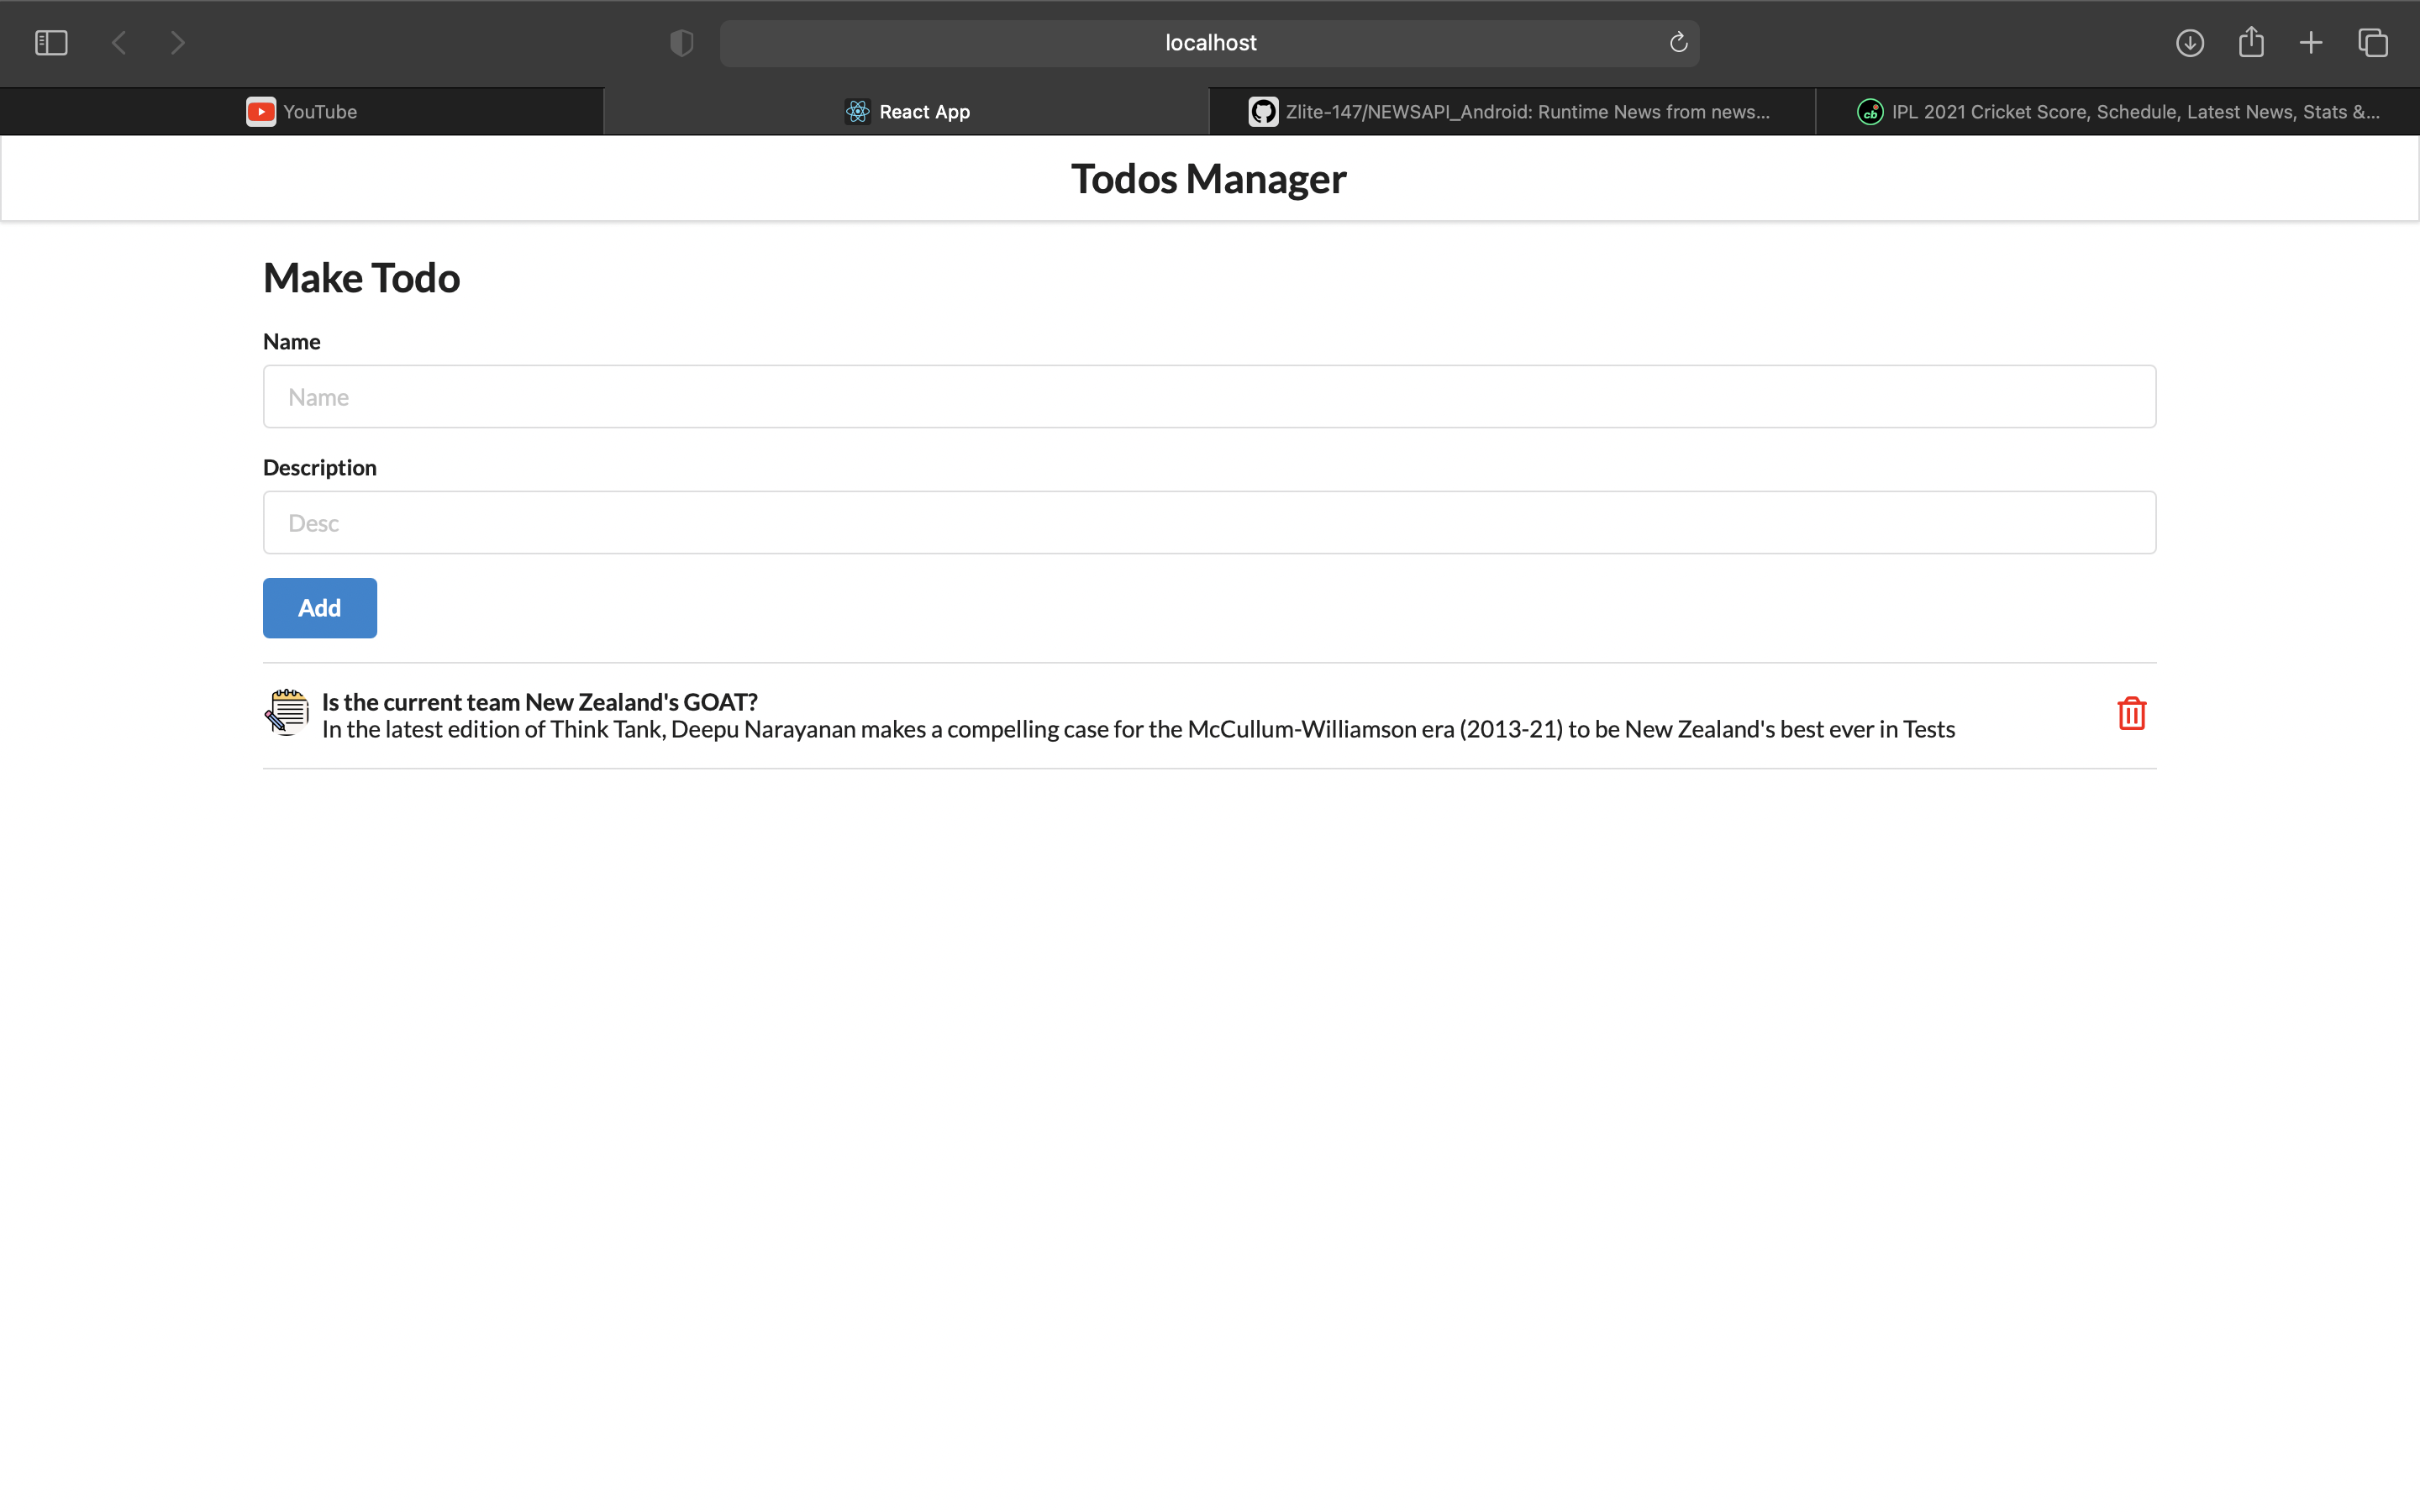 localhost
YouTube
React App
Zlite-147/NEWSAPI_Android: Runtime News from news...
cb
IPL 2021 Cricket Score, Schedule, Latest News, Stats &...
Todos Manager
Make Todo
Name
Name
Description
Desc
Add
Is the current team New Zealand's GOAT?
In the latest edition of Think Tank, Deepu Narayanan makes a compelling case for the McCullum-Williamson era (2013-21) to be New Zealand's best ever in Tests